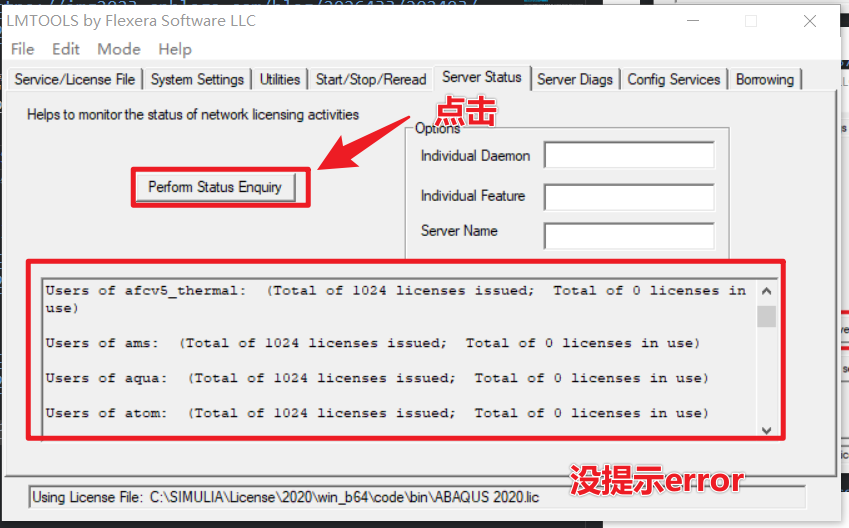 LMTOOLS by Flexera Software LLC
File Edit Mode Help
Service/License File System Settings Utilities Start/Stop/Reread Server Status Server Diags Config Services Borrowing
Helps to monitor the status of network licensing activities
点击
Options
Individual Daemon
Perform Status Enquiry
Individual Feature
Server Name
Users of afcv5_thermal: (Total of 1024 licenses issued; Total of 0 licenses in
use)
Users of ams: (Total of 1024 licenses issued; Total of 0 licenses in use)
Users of aqua: (Total of 1024 licenses issued; Total of 0 licenses in use)
Users of atom: (Total of 1024 licenses issued; Total of 0 licenses in use)
没提示error
Using License File: C:\SIMULIA\License\2020\win_b64\code\bin\ABAQUS 2020.lic